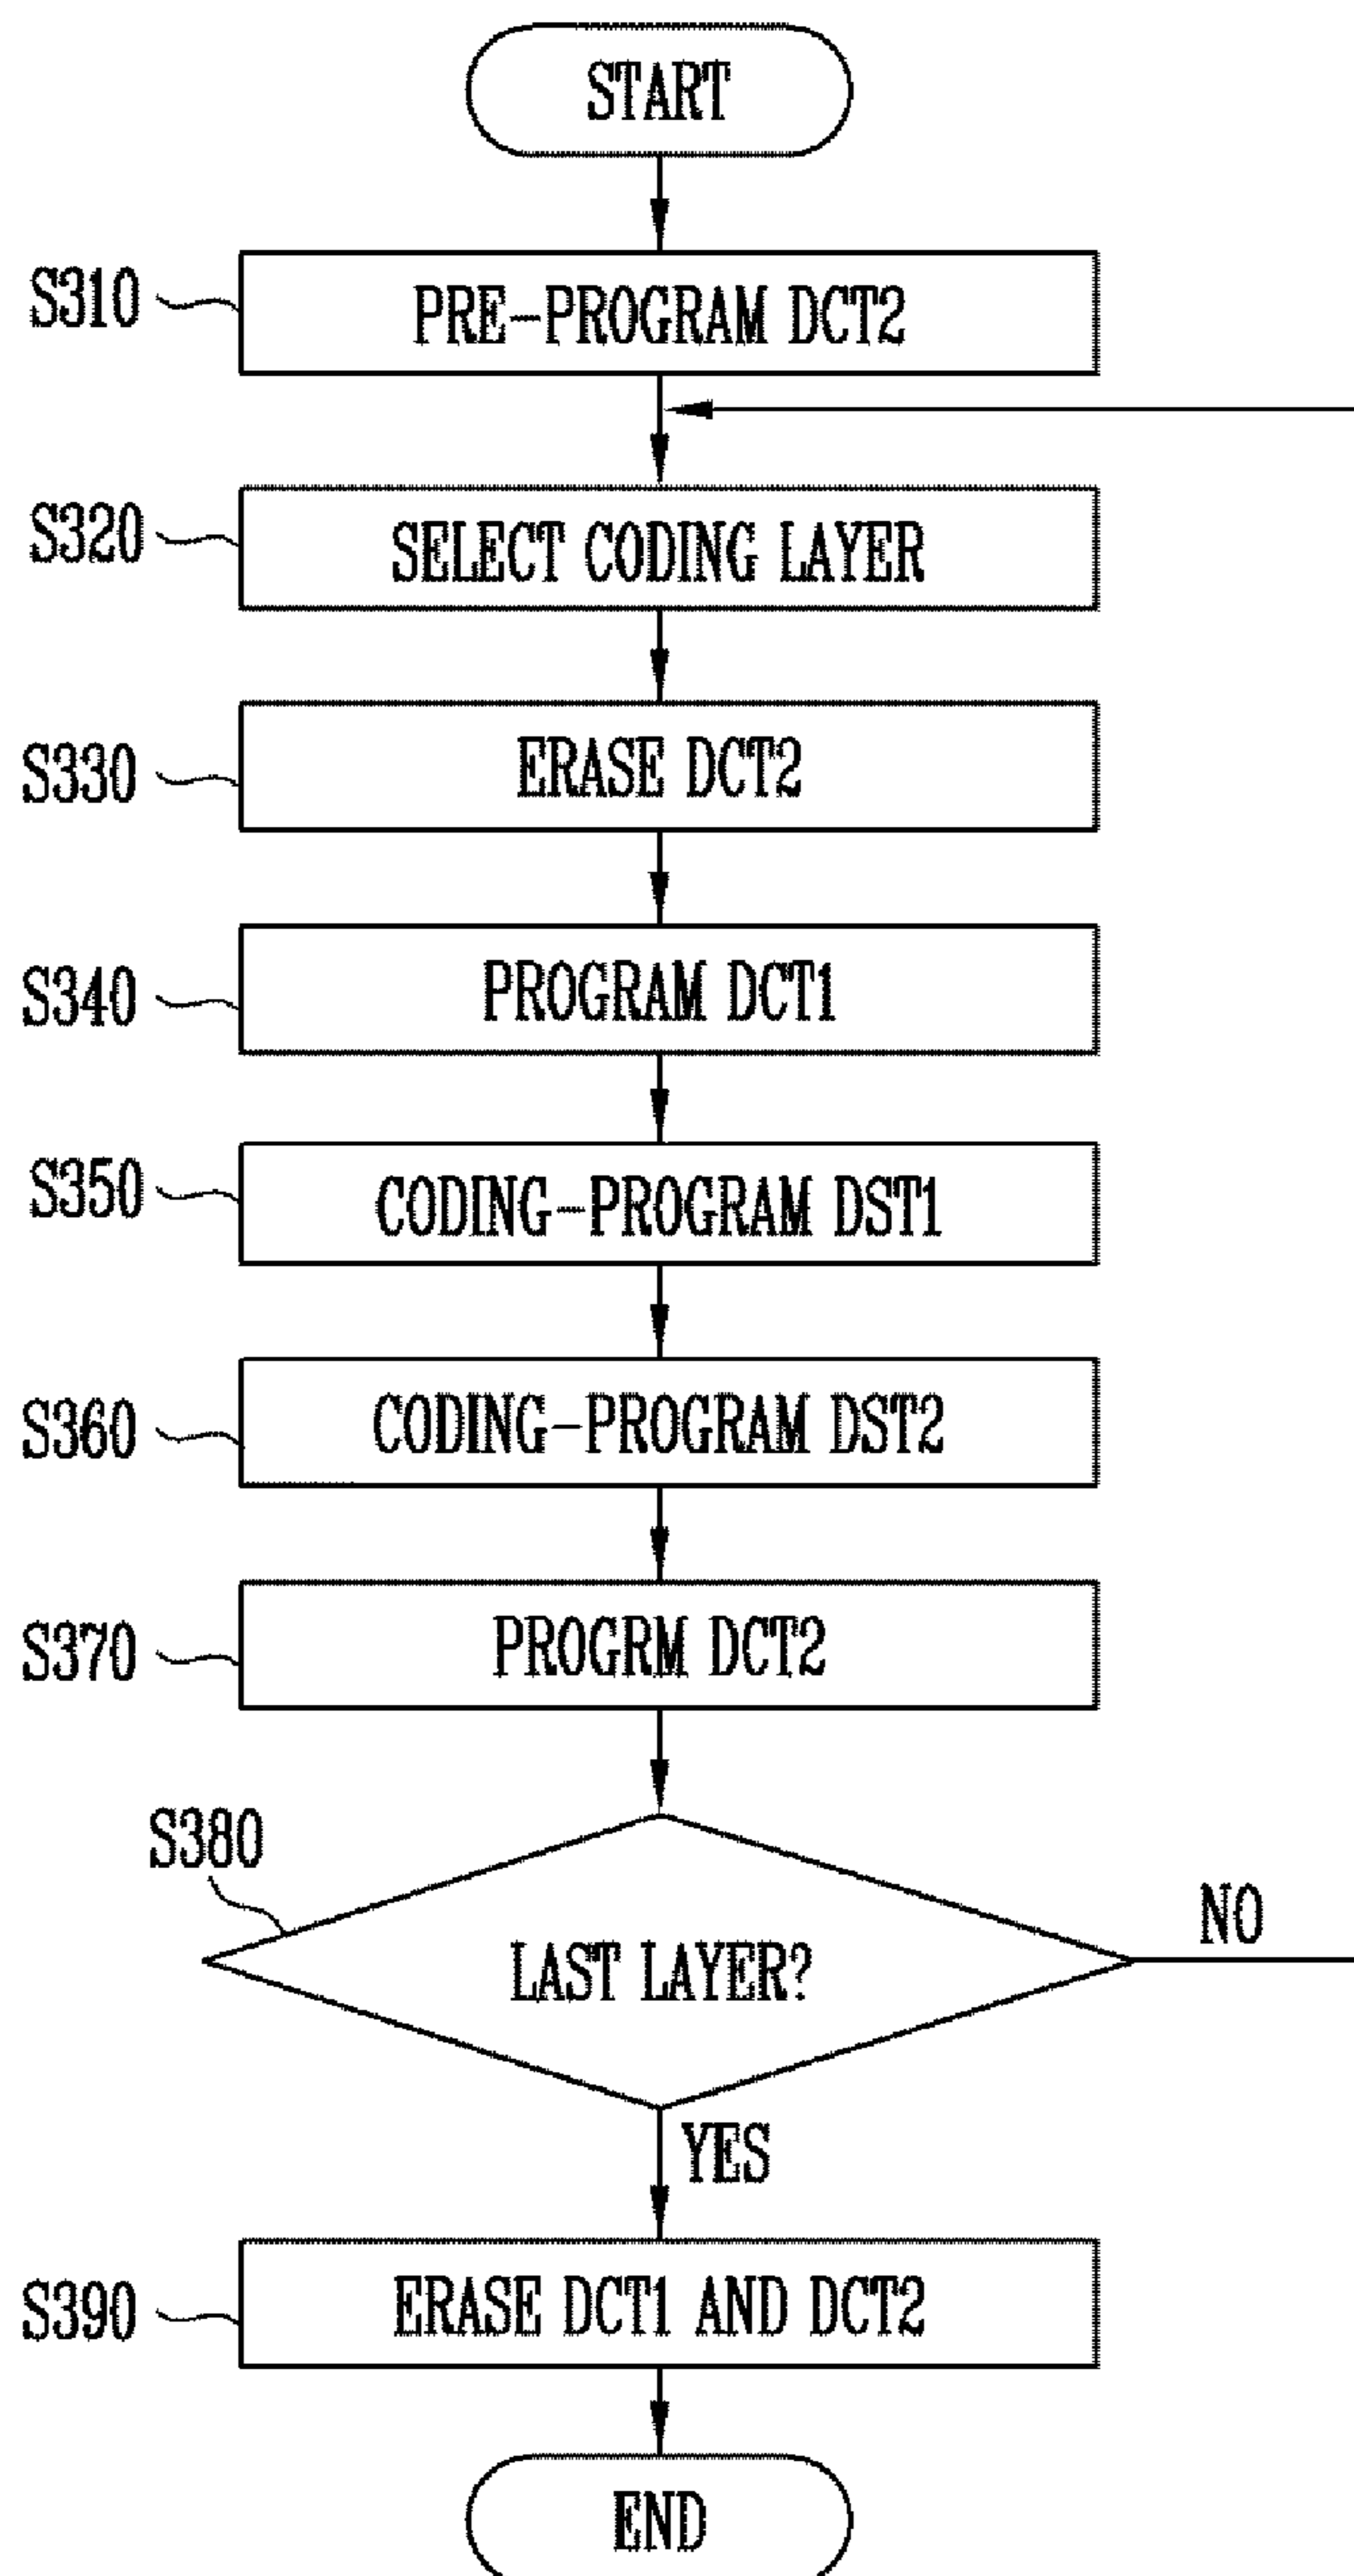 START
S310
PRE-PROGRAM DCT2
S320
SELECT CODING LAYER
S330
ERASE DCT2
S340
PROGRAM DCT1
S350
CODING-PROGRAM DST1
S360
CODING-PROGRAM DST2
S370
PROGRM DCT2
S380
LAST LAYER?
NO
YES
S390
ERASE DCT1 AND DCT2
END